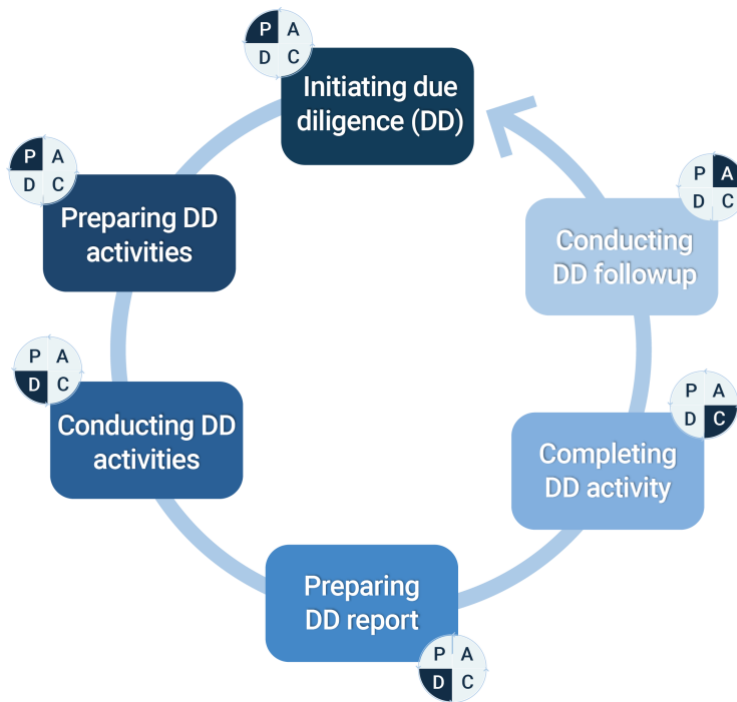 P A
D C
Initiating due
diligence (DD)
P A
D C
Preparing DD
activities
P A
D C
Conducting DD
activities
Preparing
DD report
P A
D C
P A
D C
Completing
DD activity
P A
D C
Conducting
DD followup